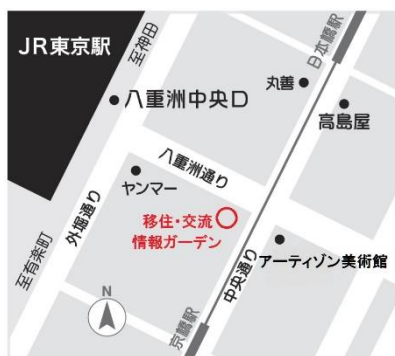 JR東京駅
至神田
日本橋駅
丸善
八重洲中央口
高島屋
八重洲通り
ヤンマー
外堀通り
移住・交流
情報ガーデン
至有楽町
中央通り
アーティゾン美術館
N
京橋駅